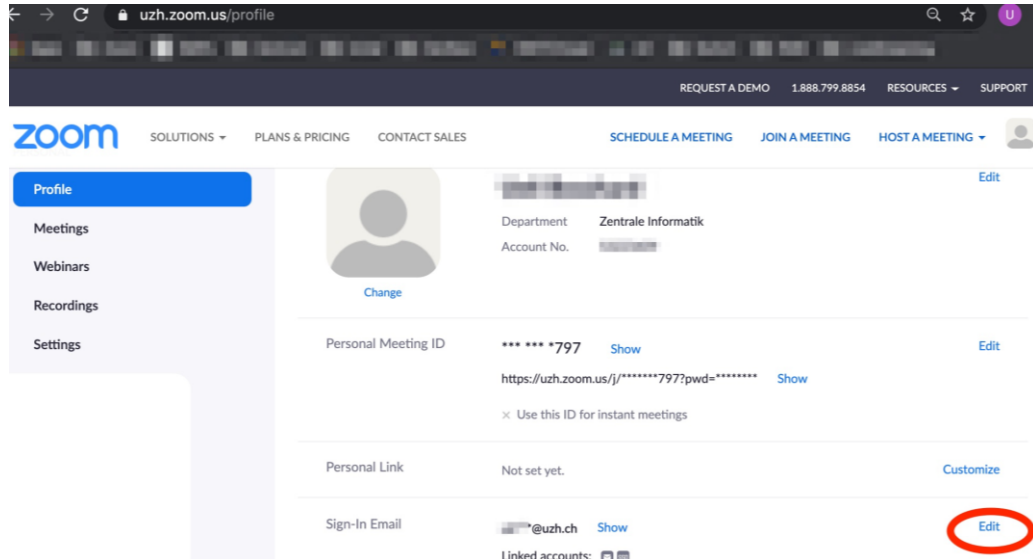 uzh.zoom.us/profile
U
REQUEST A DEMO 1.888.799.8854 RESOURCES SUPPORT
zoom SOLUTIONS PLANS & PRICING CONTACT SALES SCHEDULE A MEETING JOIN A MEETING HOST A MEETING
Profile
Meetings
Webinars
Recordings
Settings
Change
Edit
Department Zentrale Informatik
Account No.
Personal Meeting ID *** *** *797 Show Edit
https://uzh.zoom.us/j/*******797?pwd=******** Show
× Use this ID for instant meetings
Personal Link Not set yet. Customize
Sign-In Email *@uzh.ch Show Edit
Linked accounts: